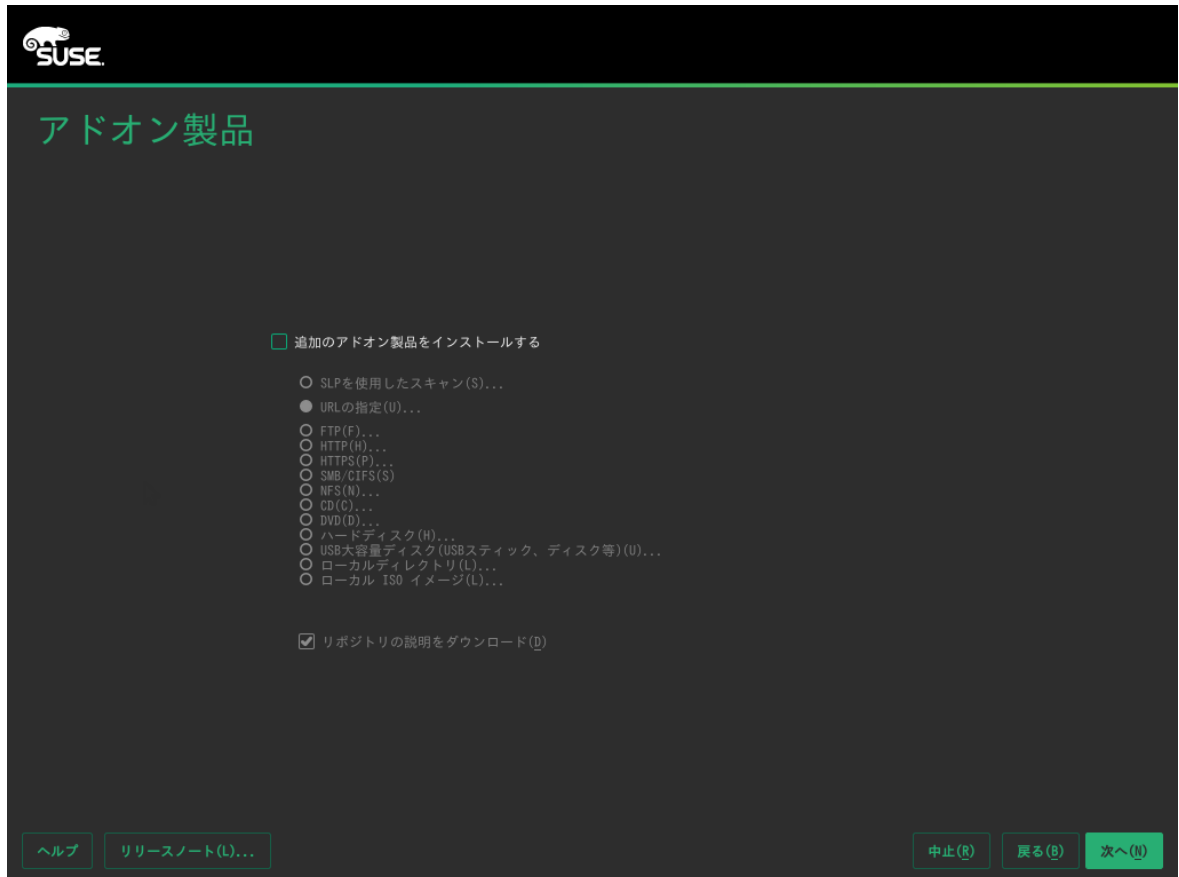 SUSE.
アドオン製品
追加のアドオン製品をインストールする
SLPを使用したスキャン(S)...
URLの指定(U)...
FTP(F)...
HTTP(H)...
HTTPS(P)...
SMB/CIFS(S)
NFS(N)...
CD(C)...
DVD(D)...
ハードディスク(H)...
USB大容量ディスク(USBスティック、ディスク等)(U)...
ローカルディレクトリ(L)...
ローカル ISO イメージ(L)...
リポジトリの説明をダウンロード(D)
ヘルプ リリースノート(L)... 中止(R) 戻る(B) 次へ(N)